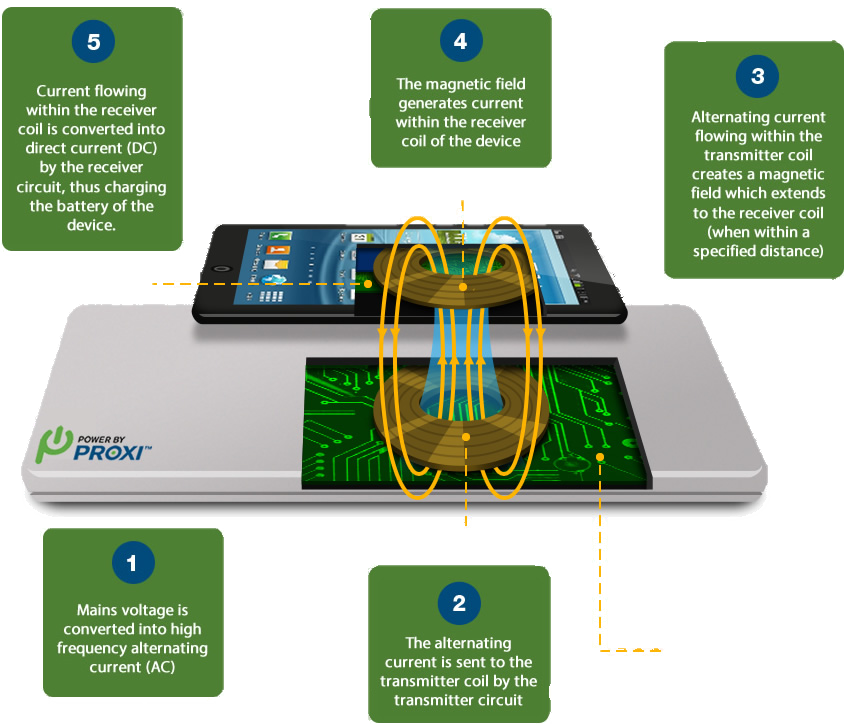 5
Current flowing
within the receiver
coil is converted into
direct current (DC)
by the receiver
circuit, thus charging
the battery of the
device.
4
The magnetic field
generates current
within the receiver
coil of the device
3
Alternating current
flowing within the
transmitter coil
creates a magnetic
field which extends
to the receiver coil
(when within a
specified distance)
POWER BY
PROXI™
1
Mains voltage is
converted into high
frequency alternating
current (AC)
2
The alternating
current is sent to the
transmitter coil by the
transmitter circuit